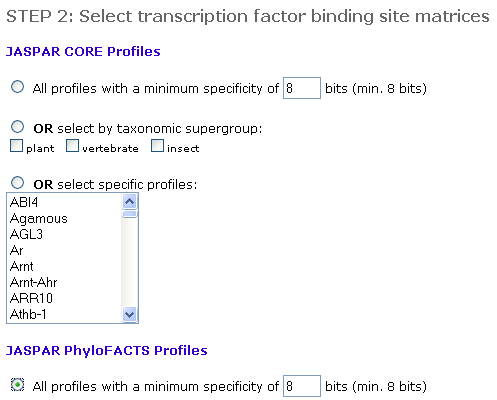 STEP 2: Select transcription factor binding site matrices
JASPAR CORE Profiles
All profiles with a minimum specificity of 8 bits (min. 8 bits)
OR select by taxonomic supergroup:
plant vertebrate insect
OR select specific profiles:
ABI4
Agamous
AGL3
Ar
Arnt
Arnt-Ahr
ARR10
Athb-1
JASPAR PhyloFACTS Profiles
All profiles with a minimum specificity of 8 bits (min. 8 bits)